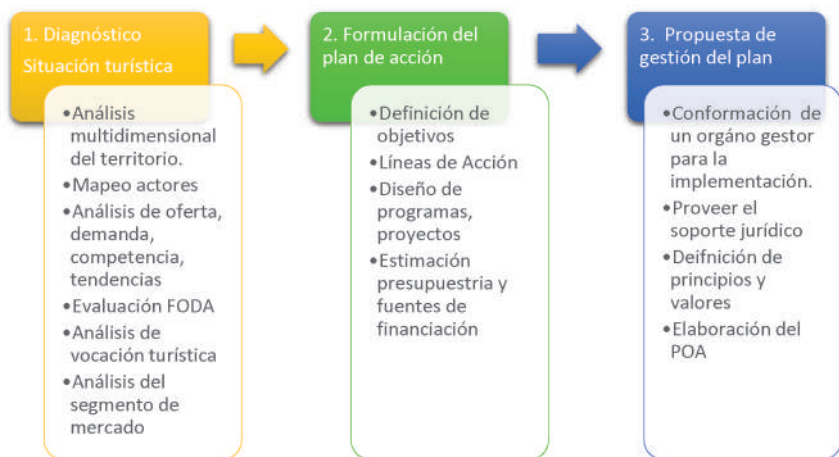 1. Diagnóstico
Situación turística
•Análisis
multidimensional
del territorio.
•Mapeo actores
•Análisis de oferta,
demanda,
competencia,
tendencias
•Evaluación FODA
•Análisis de
vocación turística
•Análisis del
segmento de
mercado
2. Formulación del
plan de acción
•Definición de
objetivos
•Líneas de Acción
•Diseño de
programas,
proyectos
•Estimación
presupuestria y
fuentes de
financiación
3. Propuesta de
gestión del plan
•Conformación de
un orgáno gestor
para la
implementación.
•Proveer el
soporte jurídico
•Deifnición de
principios y
valores
•Elaboración del
POA